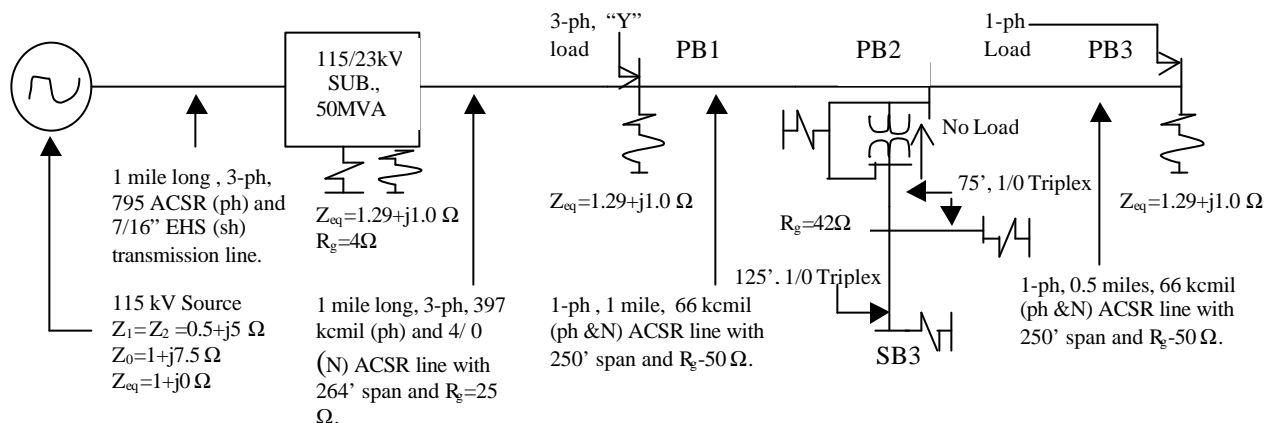 3-ph, “Y”
load
PB1
PB2
1-ph
Load
PB3
115/23kV
SUB.,
50MVA
No Load
1 mile long , 3-ph,
795 ACSR (ph) and
7/16” EHS (sh)
transmission line.
Zeq=1.29+j1.0 Ω
Rg=4Ω
Zeq=1.29+j1.0 Ω
75’, 1/0 Triplex
Rg=42Ω
Zeq=1.29+j1.0 Ω
125’. 1/0 Triplex
SB3
115 kV Source
Z1=Z2 =0.5+j5 Ω
Z0=1+j7.5 Ω
Zeq=1+j0 Ω
1 mile long, 3-ph, 397
kcmil (ph) and 4/ 0
(N) ACSR line with
264’ span and Rg=25
Ω.
1-ph , 1 mile, 66 kcmil
(ph &N) ACSR line with
250’ span and Rg-50 Ω.
1-ph, 0.5 miles, 66 kcmil
(ph &N) ACSR line with
250’ span and Rg-50 Ω.